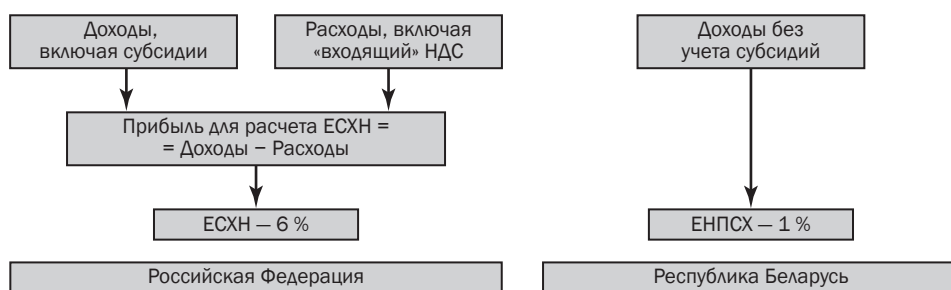 Доходы,
включая субсидии
Расходы, включая
«входящий» НДС
Прибыль для расчета ЕСХН =
= Доходы − Расходы
ЕСХН — 6 %
Российская Федерация
Доходы без
учета субсидий
ЕНПСХ — 1 %
Республика Беларусь